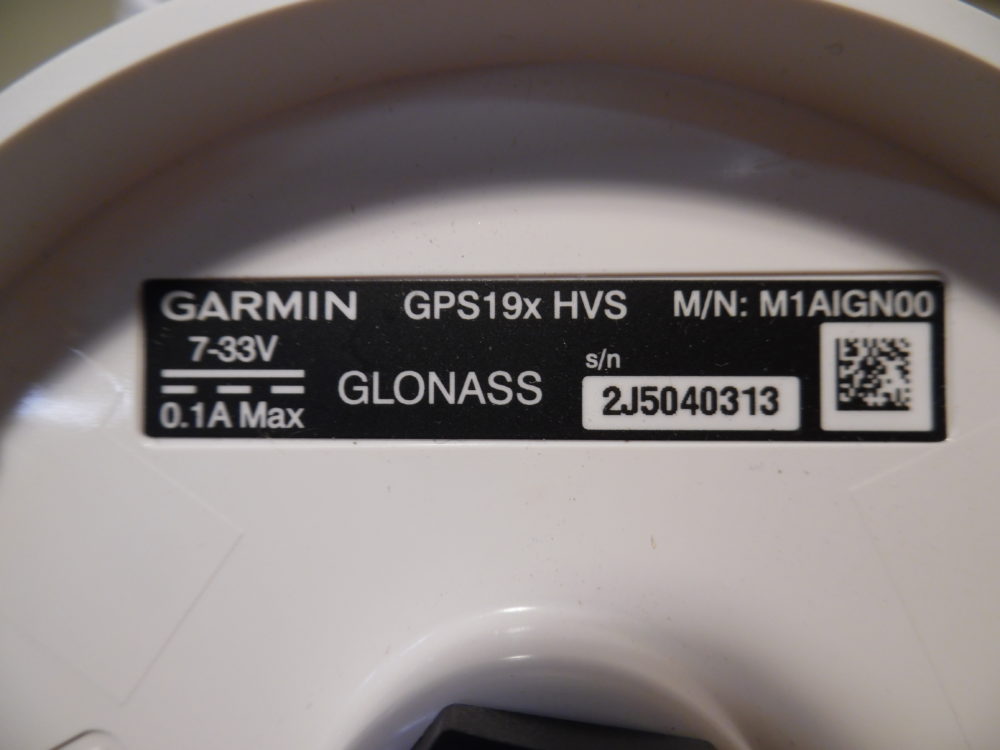 GARMIN GPS19x HVS M/N: M1AIGN00
7-33V
0.1A Max
GLONASS
s/n
2J5040313